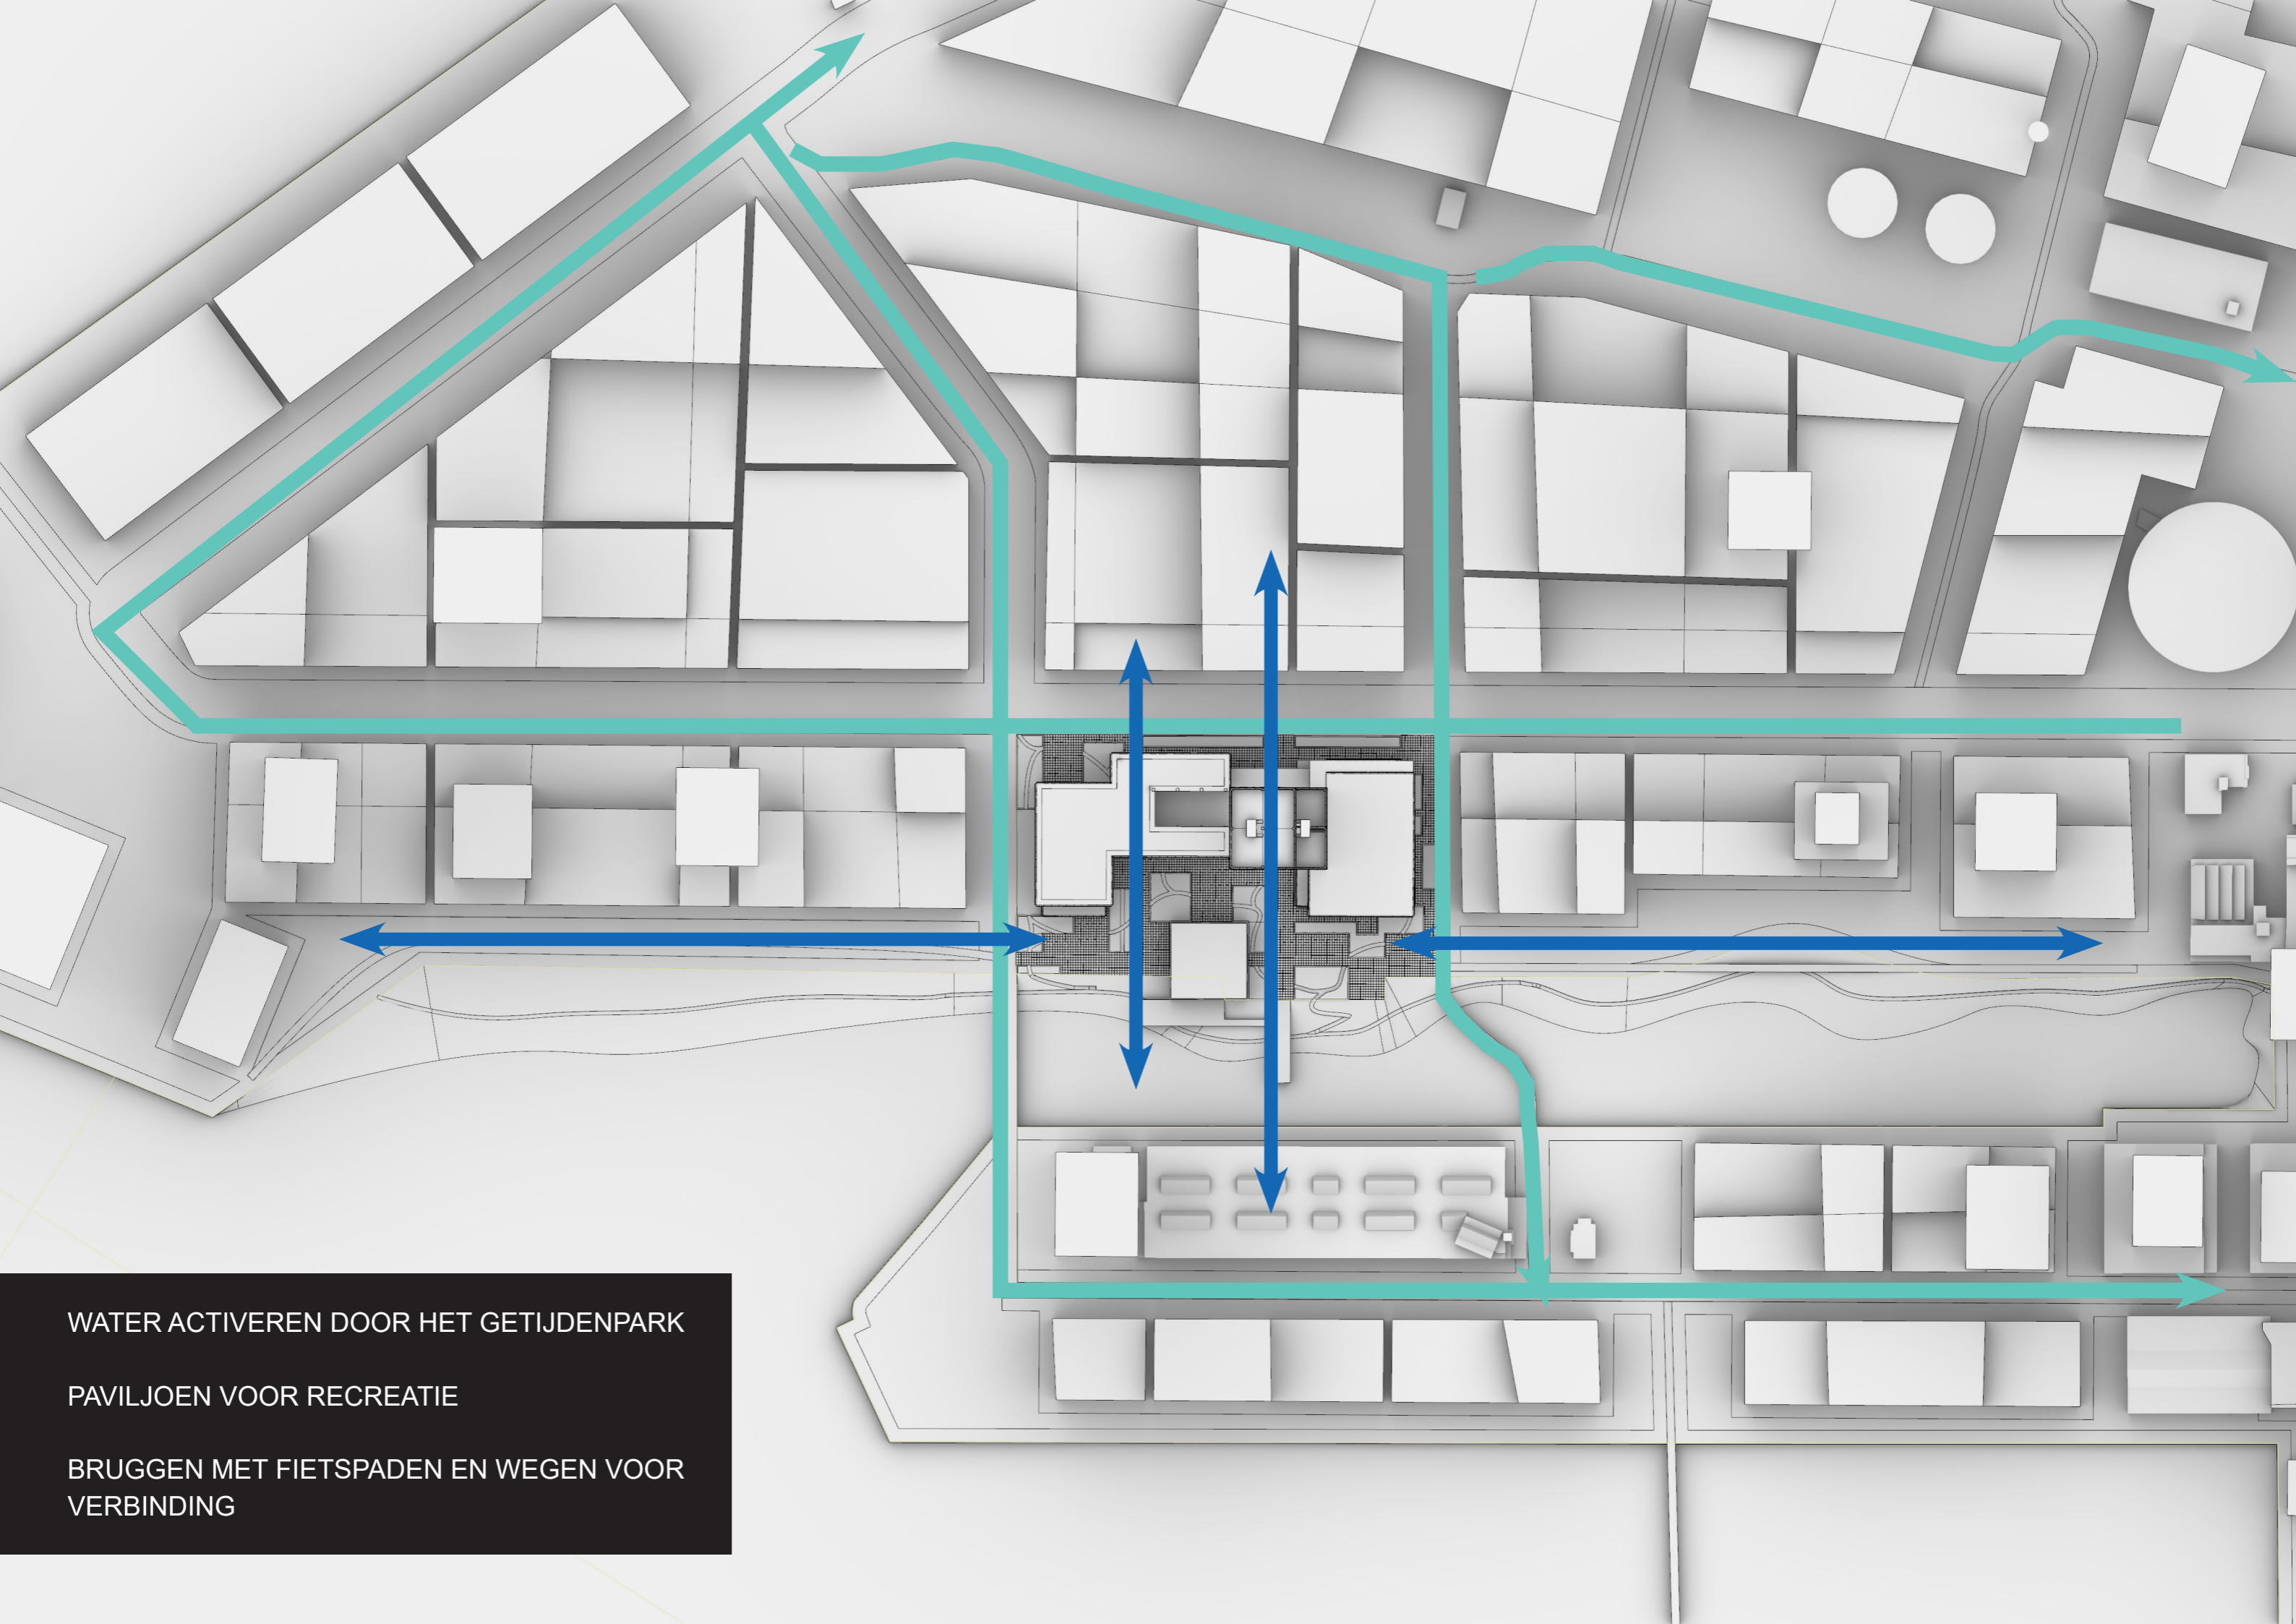 WATER ACTIVEREN DOOR HET GETIJDENPARK
PAVILJOEN VOOR RECREATIE
BRUGGEN MET FIETSPADEN EN WEGEN VOOR
VERBINDING